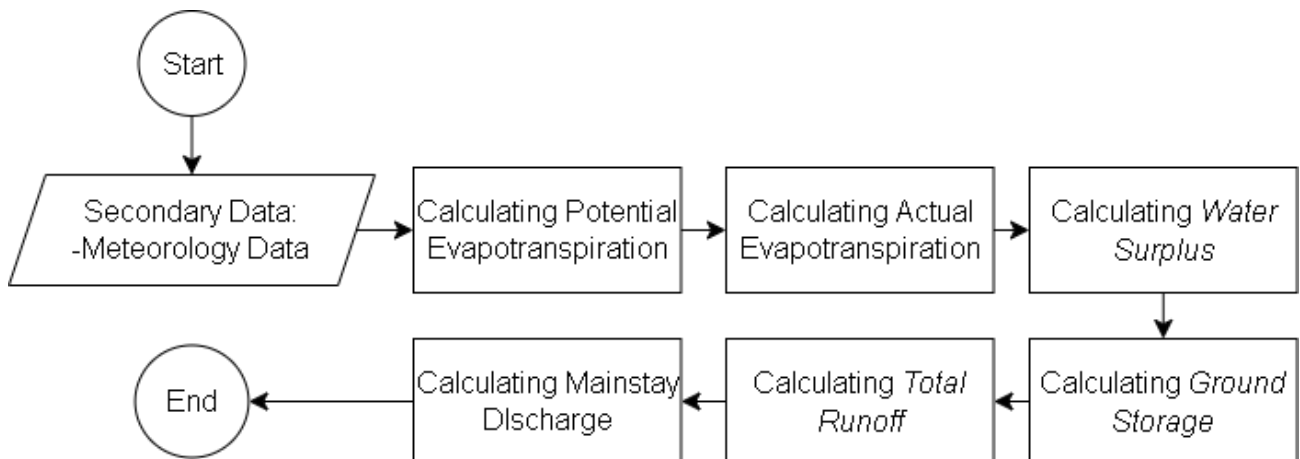 Start
Secondary Data:
-Meteorology Data
Calculating Potential
Evapotranspiration
Calculating Actual
Evapotranspiration
Calculating Water
Surplus
Calculating Ground
Storage
Calculating Total
Runoff
Calculating Mainstay
DIscharge
End